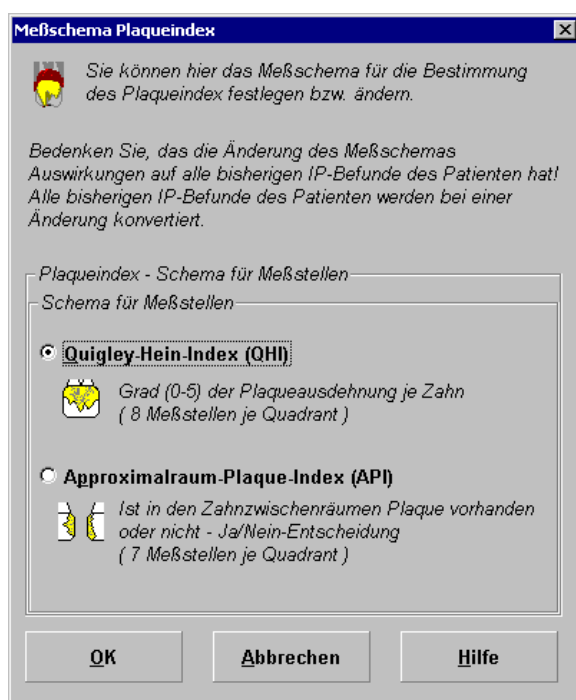 Meßschema Plaqueindex
Sie können hier das Meßschema für die Bestimmung
des Plaqueindex festlegen bzw. ändern.
Bedenken Sie, das die Änderung des Meßschemas
Auswirkungen auf alle bisherigen IP-Befunde des Patienten hat!
Alle bisherigen IP-Befunde des Patienten werden bei einer
Änderung konvertiert.
Plaqueindex - Schema für Meßstellen
Schema für Meßstellen
Quigley-Hein-Index (QHI)
Grad (0-5) der Plaqueausdehnung je Zahn
( 8 Meßstellen je Quadrant )
Approximalraum-Plaque-Index (API)
Ist in den Zahnzwischenräumen Plaque vorhanden
oder nicht - Ja/Nein-Entscheidung
( 7 Meßstellen je Quadrant )
OK Abbrechen Hilfe